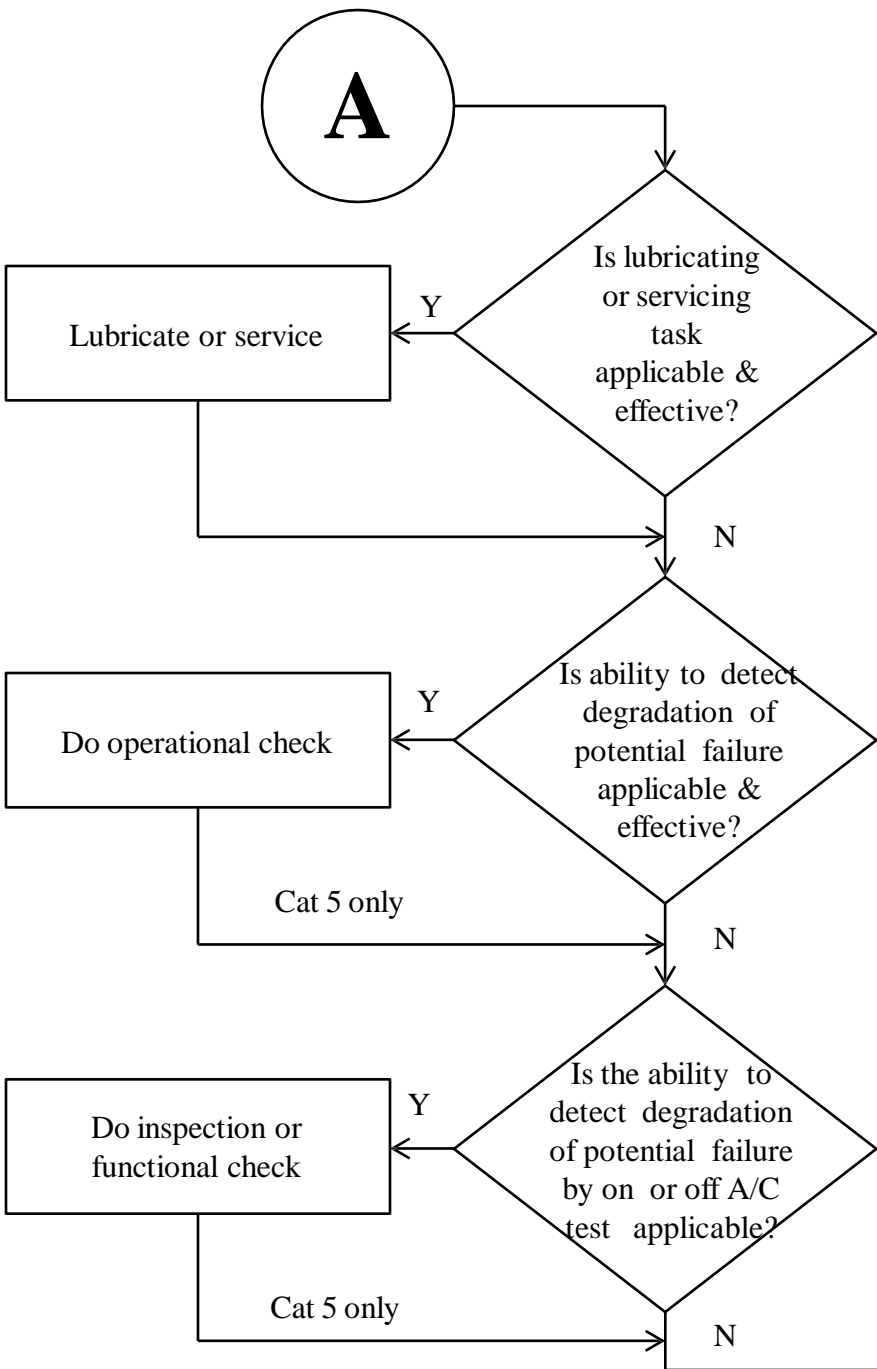 A
Is lubricating
or servicing
task
applicable &
effective?
Y
Lubricate or service
N
Is ability to detect
degradation of
potential failure
applicable &
effective?
Y
Do operational check
Cat 5 only
N
Is the ability to
detect degradation
of potential failure
by on or off A/C
test applicable?
Y
Do inspection or
functional check
Cat 5 only
N